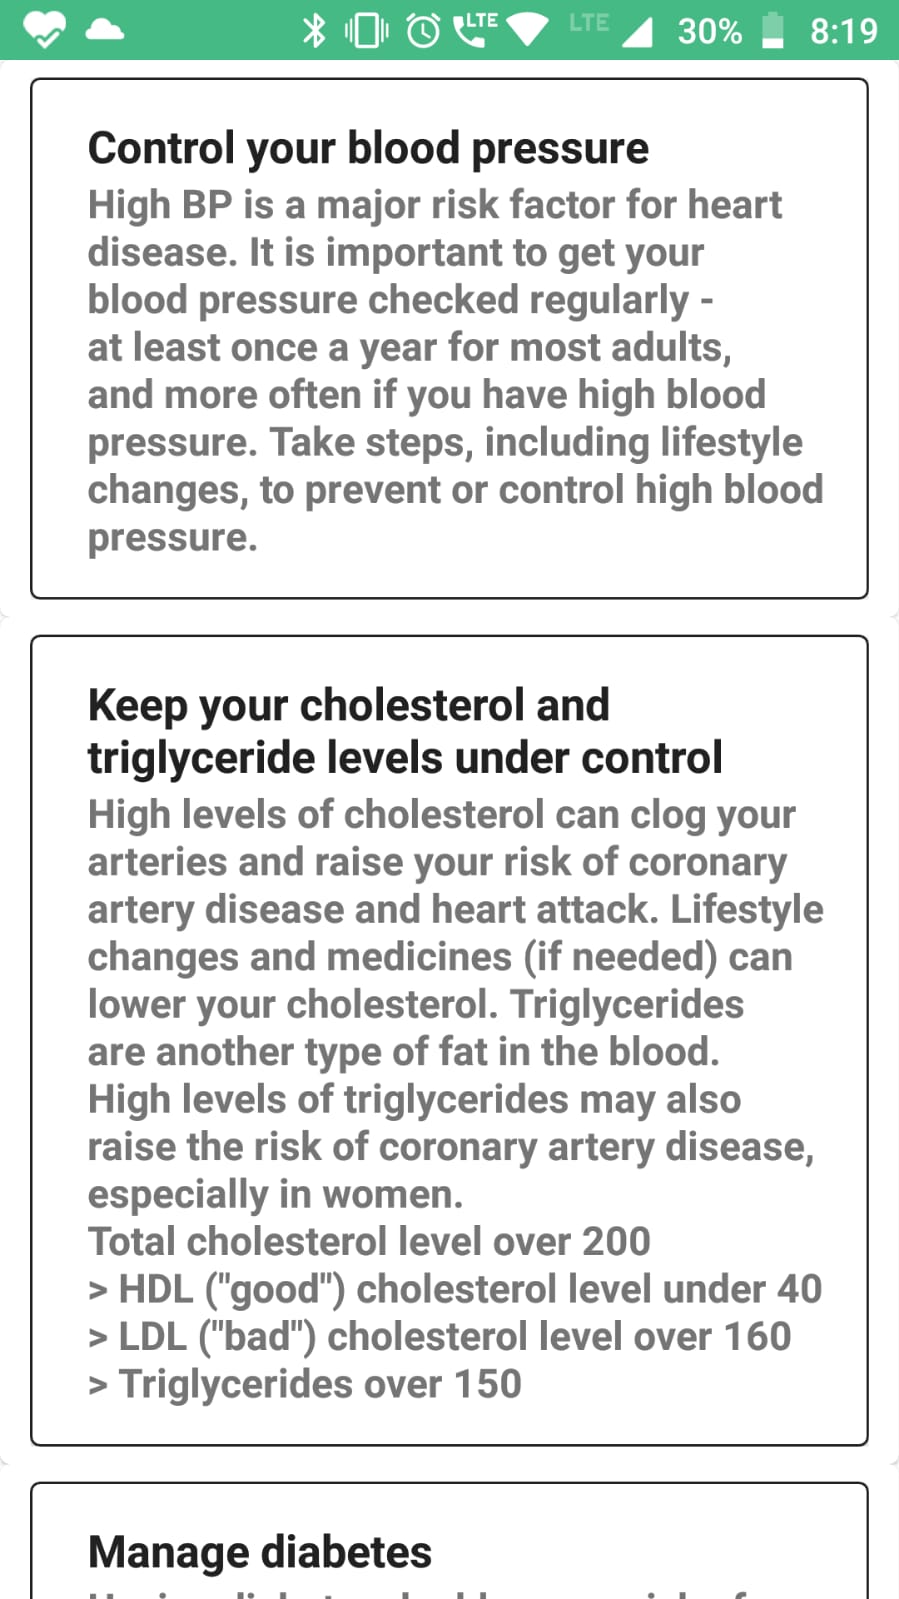 LTE LTE 30% 8:19
Control your blood pressure
High BP is a major risk factor for heart
disease. It is important to get your
blood pressure checked regularly -
at least once a year for most adults,
and more often if you have high blood
pressure. Take steps, including lifestyle
changes, to prevent or control high blood
pressure.
Keep your cholesterol and
triglyceride levels under control
High levels of cholesterol can clog your
arteries and raise your risk of coronary
artery disease and heart attack. Lifestyle
changes and medicines (if needed) can
lower your cholesterol. Triglycerides
are another type of fat in the blood.
High levels of triglycerides may also
raise the risk of coronary artery disease,
especially in women.
Total cholesterol level over 200
> HDL ("good") cholesterol level under 40
> LDL ("bad") cholesterol level over 160
> Triglycerides over 150
Manage diabetes